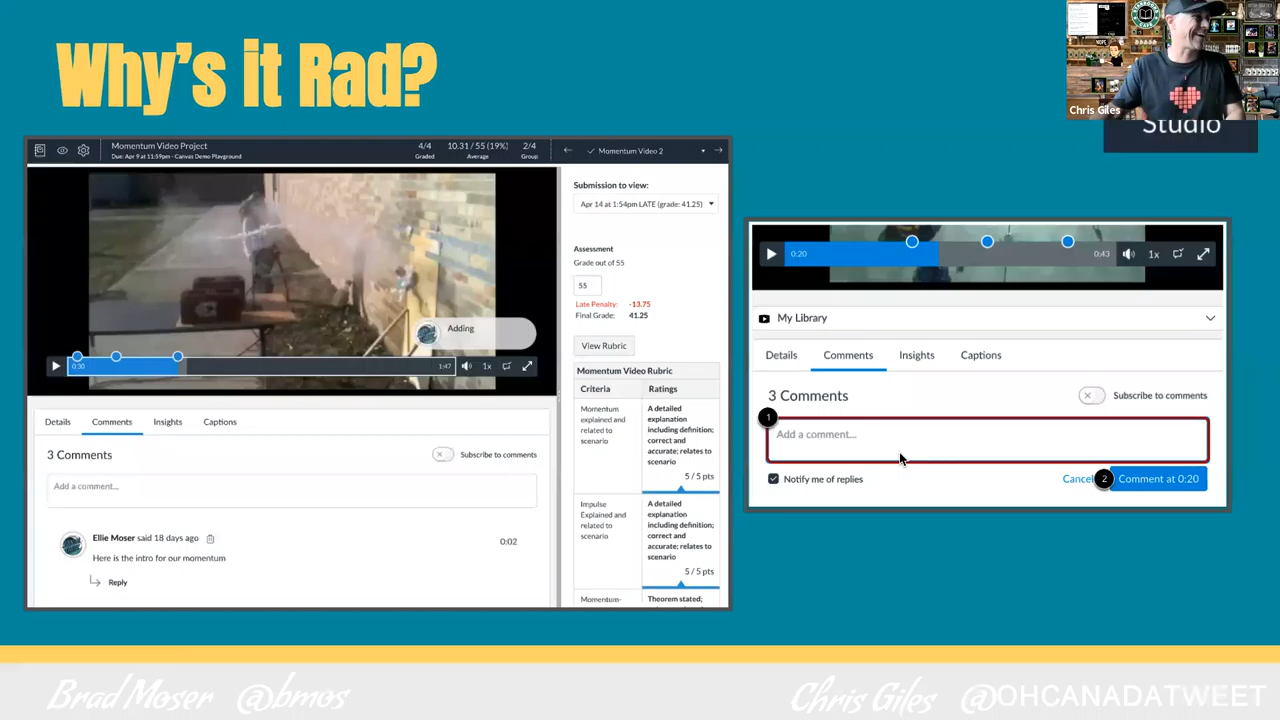 Why's it Rad?
Chris Giles
Studio
Momentum Video Project
Due: Apr 9 at 11:59pm - Canvas Demo Playground
4/4
Graded
10.31 / 55 (19%)
Average
2/4
Group
Momentum Video 2
Submission to view:
Apr 14 at 1:54pm LATE (grade: 41.25)
Assessment
Grade out of 55
55
Late Penalty: -13.75
Final Grade: 41.25
View Rubric
Momentum Video Rubric
Criteria Ratings
Momentum
explained and
related to
scenario
A detailed
explanation
including definition;
correct and
accurate; relates to
scenario
5 / 5 pts
Impulse
Explained and
related to
scenario
A detailed
explanation
including definition;
correct and
accurate; relates to
scenario
5 / 5 pts
Momentum-
Theorem stated;
Adding
0:30
1:47
1x
Details Comments Insights Captions
3 Comments
Subscribe to comments
Add a comment...
Ellie Moser said 18 days ago
0:02
Here is the intro for our momentum
Reply
0:20
0:43
1x
My Library
Details Comments Insights Captions
3 Comments
Subscribe to comments
1
Add a comment...
Notify me of replies
Cancel
2
Comment at 0:20
Brad Moser @bmos
Chris Giles @OHCANADATWEET